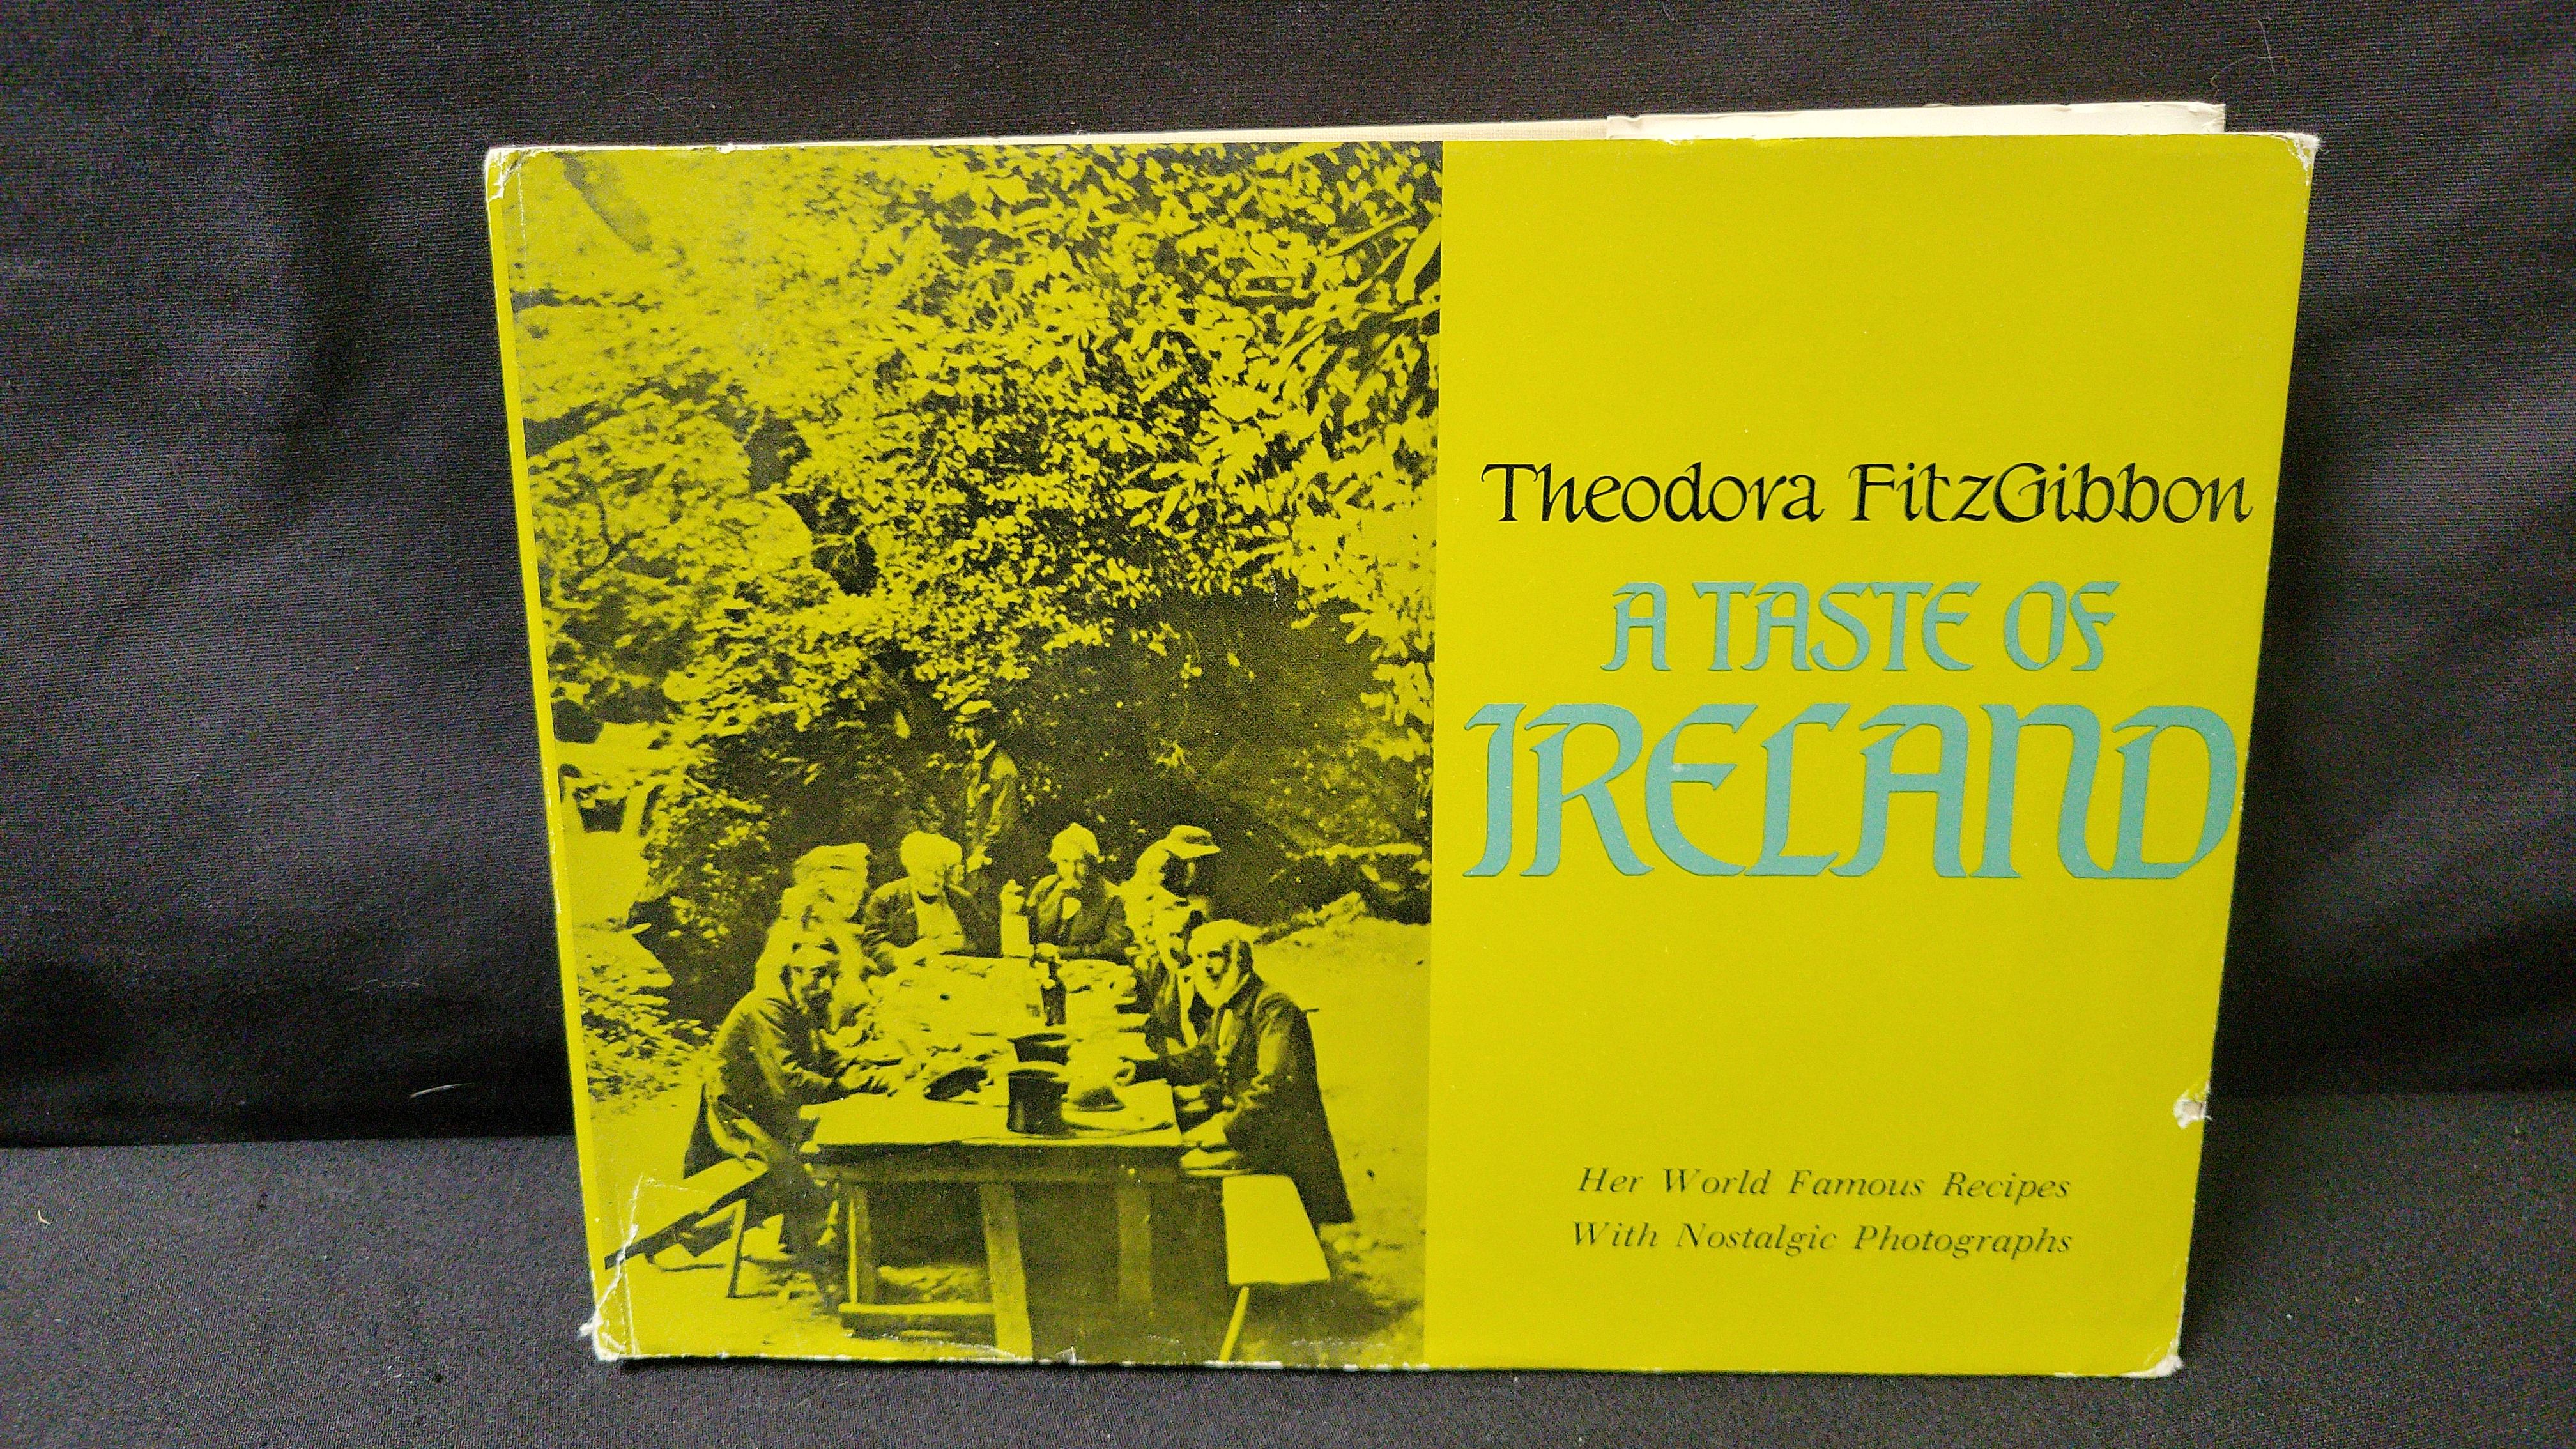 Theodora FitzGibbon
A TASTE OF
IRELAND
Her World Famous Recipes
With Nostalgic Photographs